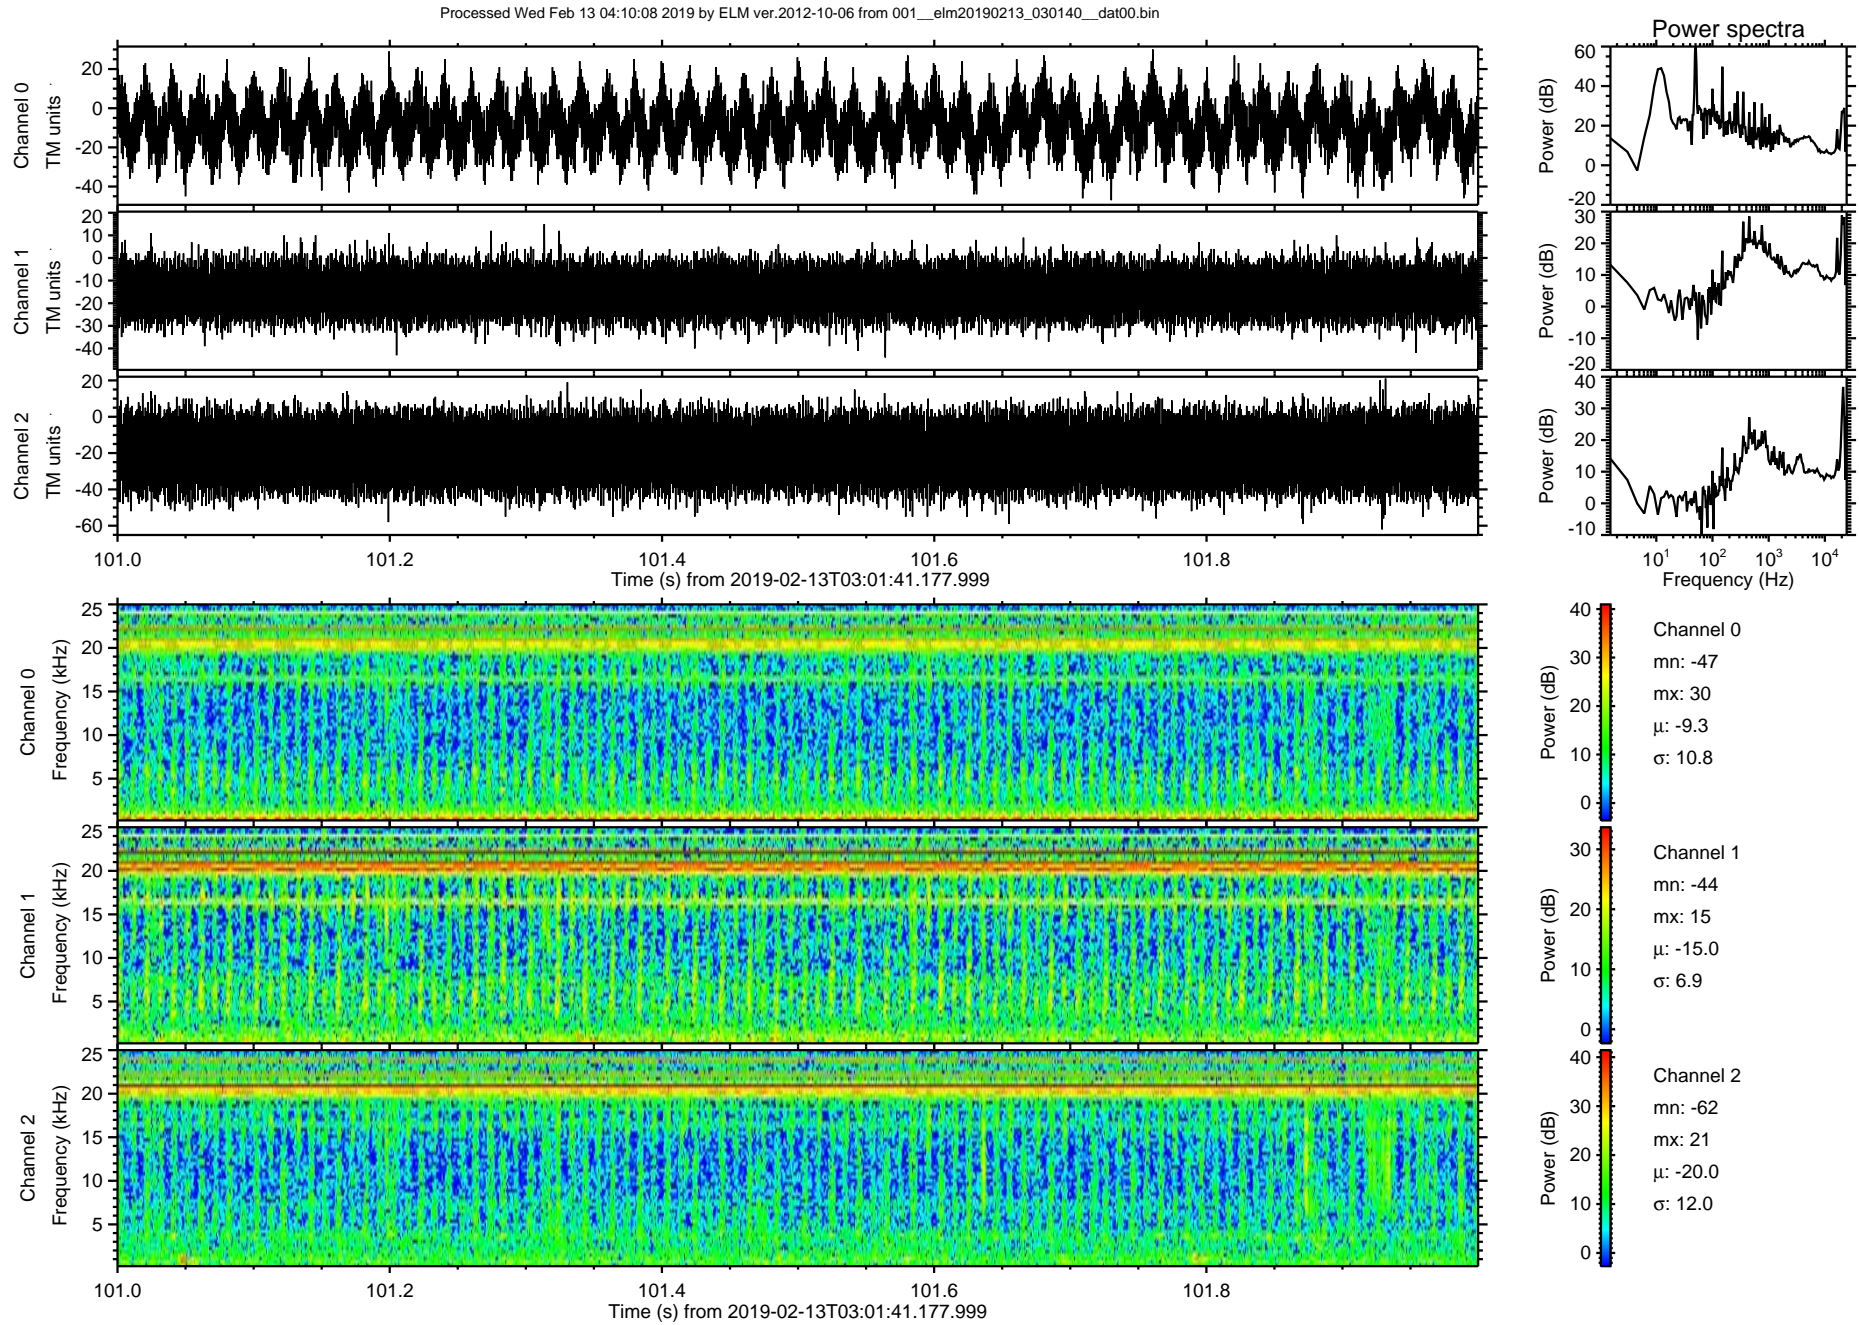 Processed Wed Feb 13 04:10:08 2019 by ELM ver.2012-10-06 from 001__elm20190213_030140__dat00.bin
Power spectra
Channel 0
TM units
20
0
-20
-40
Power (dB)
60
40
20
0
-20
Channel 1
TM units
20
10
0
-10
-20
-30
-40
Power (dB)
30
20
10
0
-10
-20
Channel 2
TM units
20
0
-20
-40
-60
Power (dB)
40
30
20
10
0
-10
101.0 101.2 101.4 101.6 101.8
Time (s) from 2019-02-13T03:01:41.177.999
10¹ 10² 10³ 10⁴
Frequency (Hz)
Channel 0
Frequency (kHz)
25
20
15
10
5
Power (dB)
40
30
20
10
0
Channel 0
mn: -47
mx: 30
µ: -9.3
σ: 10.8
Channel 1
Frequency (kHz)
25
20
15
10
5
Power (dB)
30
20
10
0
Channel 1
mn: -44
mx: 15
µ: -15.0
σ: 6.9
Channel 2
Frequency (kHz)
25
20
15
10
5
Power (dB)
40
30
20
10
0
Channel 2
mn: -62
mx: 21
µ: -20.0
σ: 12.0
101.0 101.2 101.4 101.6 101.8
Time (s) from 2019-02-13T03:01:41.177.999